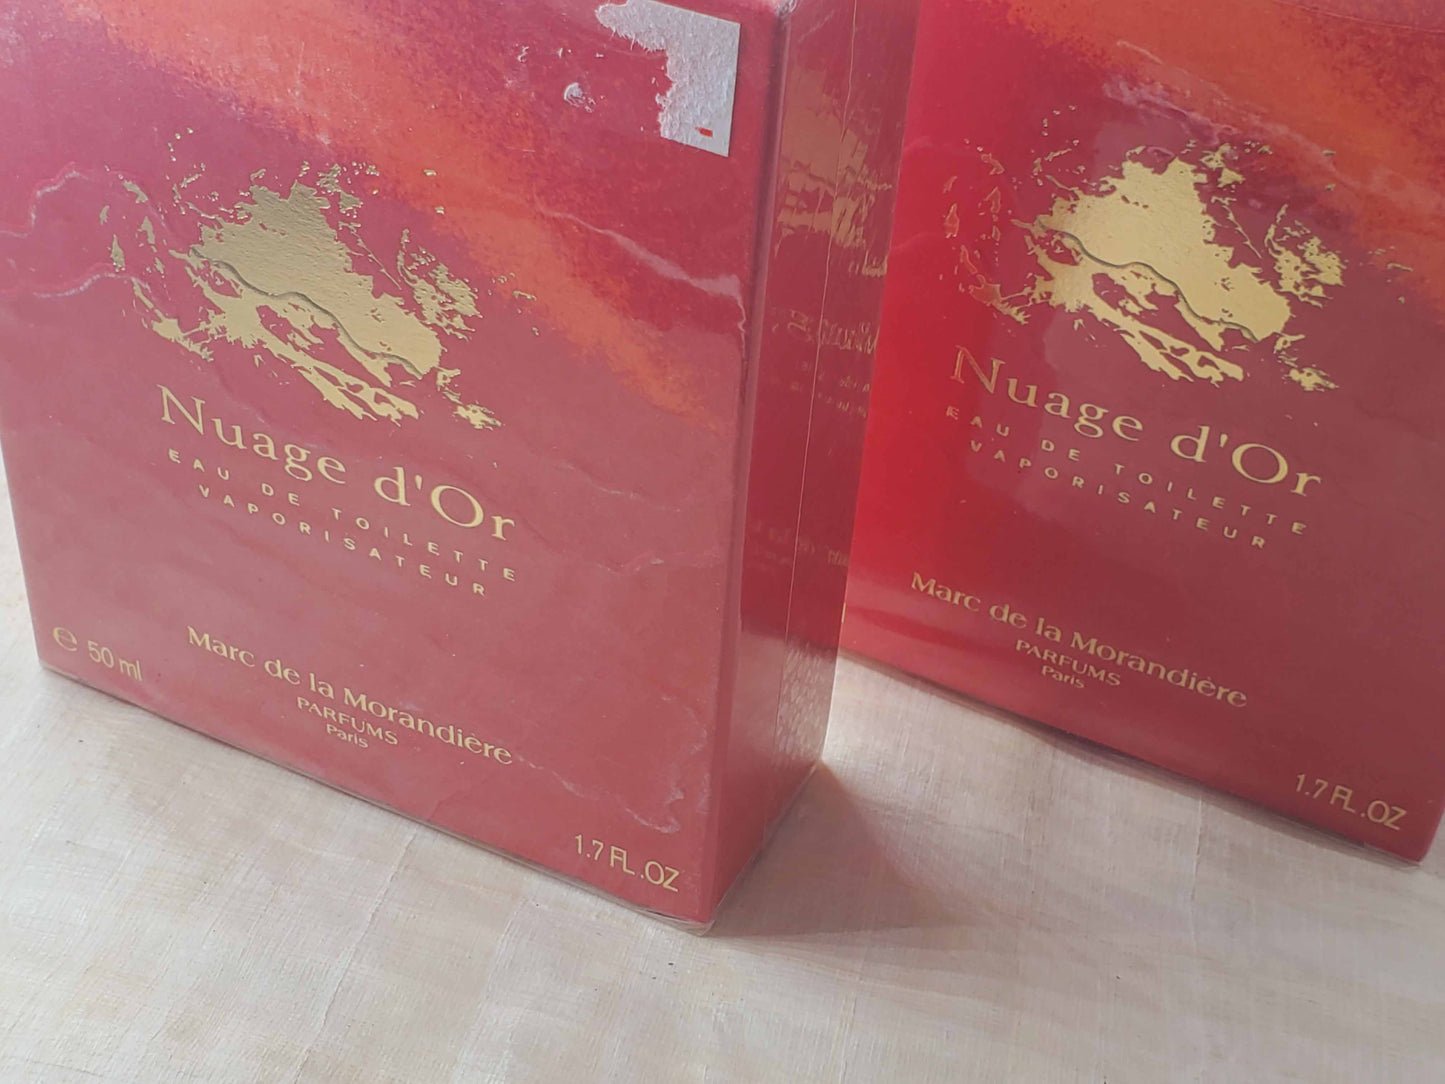 Nuage d'Or
EAU DE TOILETTE
VAPORISATEUR
Marc de la Morandière
PARFUMS
Paris
℮ 50 ml
1.7 FL.OZ
Nuage d'Or
EAU DE TOILETTE
VAPORISATEUR
Marc de la Morandière
PARFUMS
Paris
1.7 FL.OZ